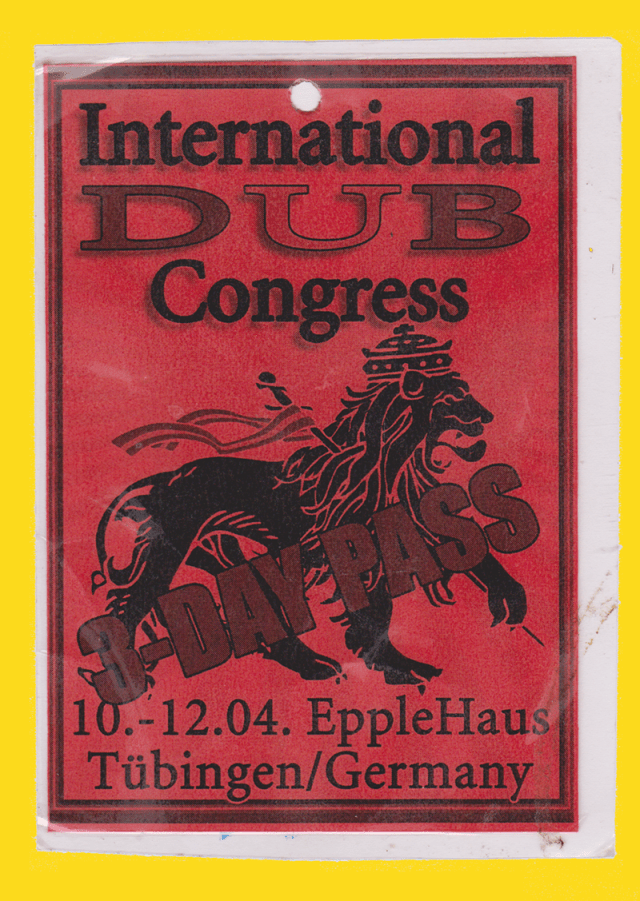 International
DUB
Congress
3-DAY PASS
10.-12.04. EppleHaus
Tübingen/Germany